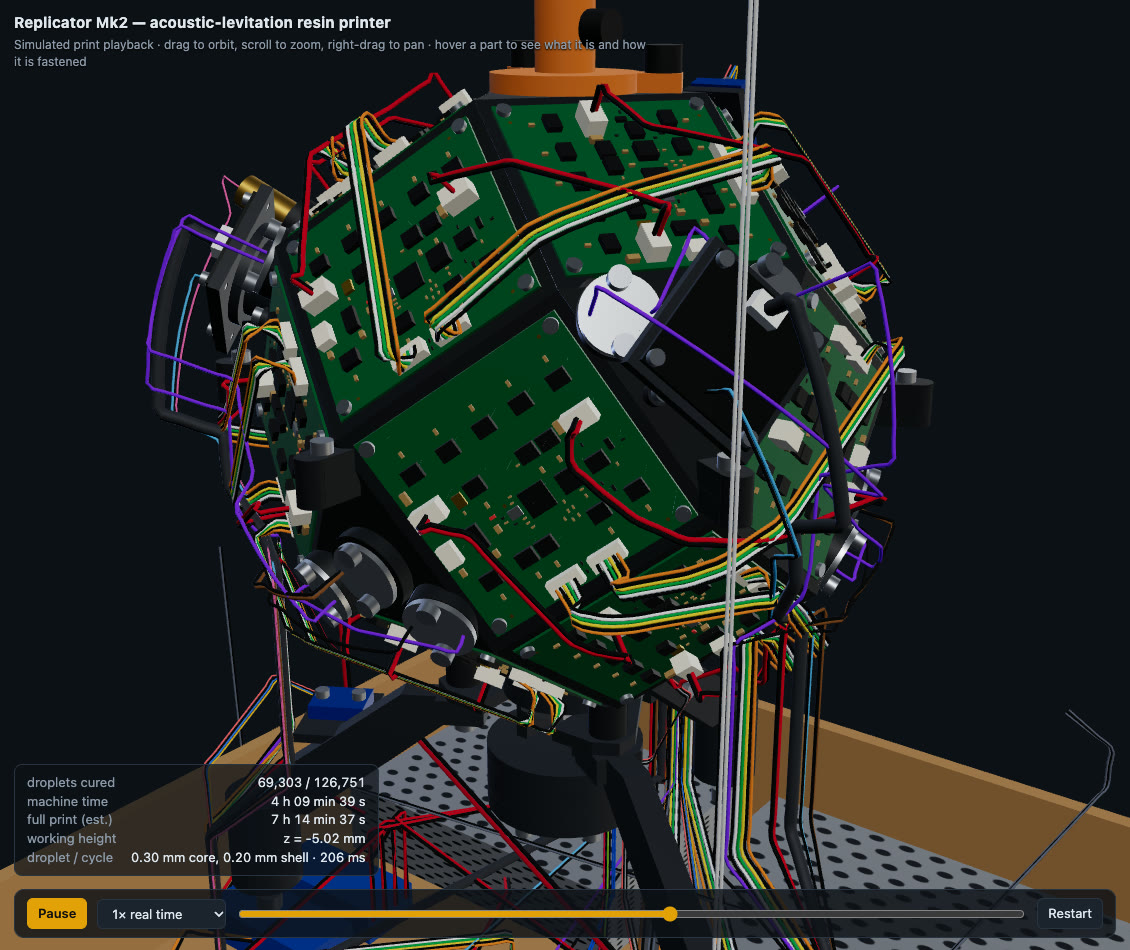 Replicator Mk2 — acoustic-levitation resin printer
Simulated print playback · drag to orbit, scroll to zoom, right-drag to pan · hover a part to see what it is and how
it is fastened
droplets cured 69,303 / 126,751
machine time 4 h 09 min 39 s
full print (est.) 7 h 14 min 37 s
working height z = -5.02 mm
droplet / cycle 0.30 mm core, 0.20 mm shell · 206 ms
Pause 1× real time Restart